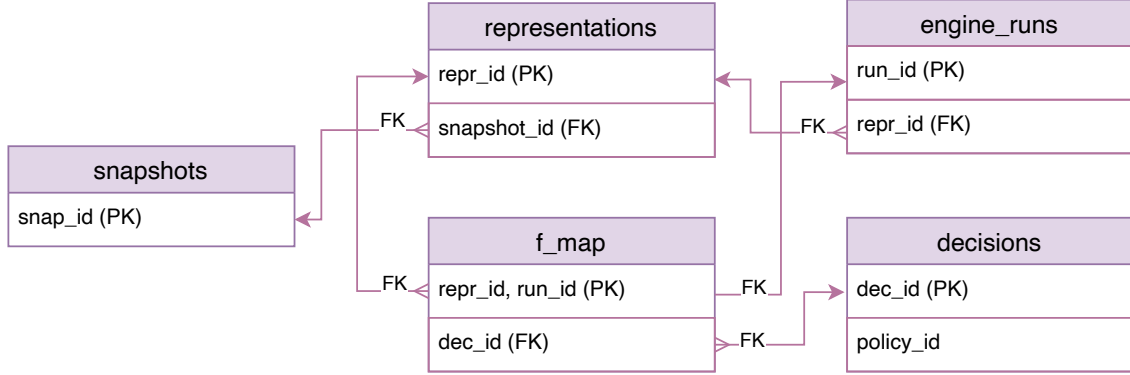 representations
repr_id (PK)
FK
snapshot_id (FK)
engine_runs
run_id (PK)
FK
repr_id (FK)
snapshots
snap_id (PK)
f_map
FK
repr_id, run_id (PK)
FK
dec_id (FK)
FK
decisions
dec_id (PK)
policy_id